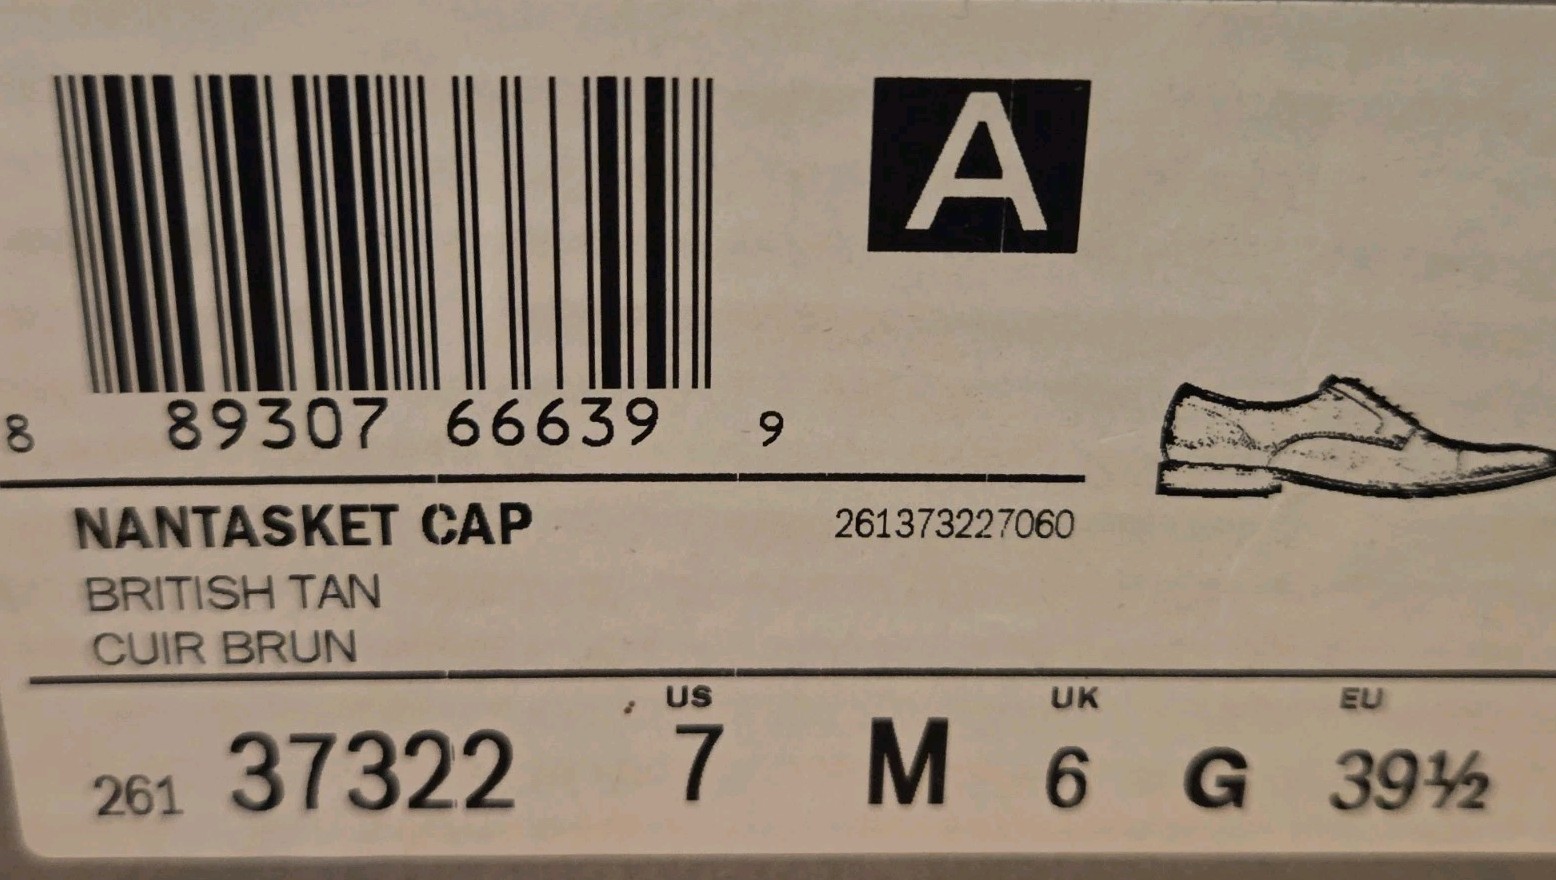 A
8 89307 66639 9
NANTASKET CAP 261373227060
BRITISH TAN
CUIR BRUN
US UK EU
261 37322 7 M 6 G 39½